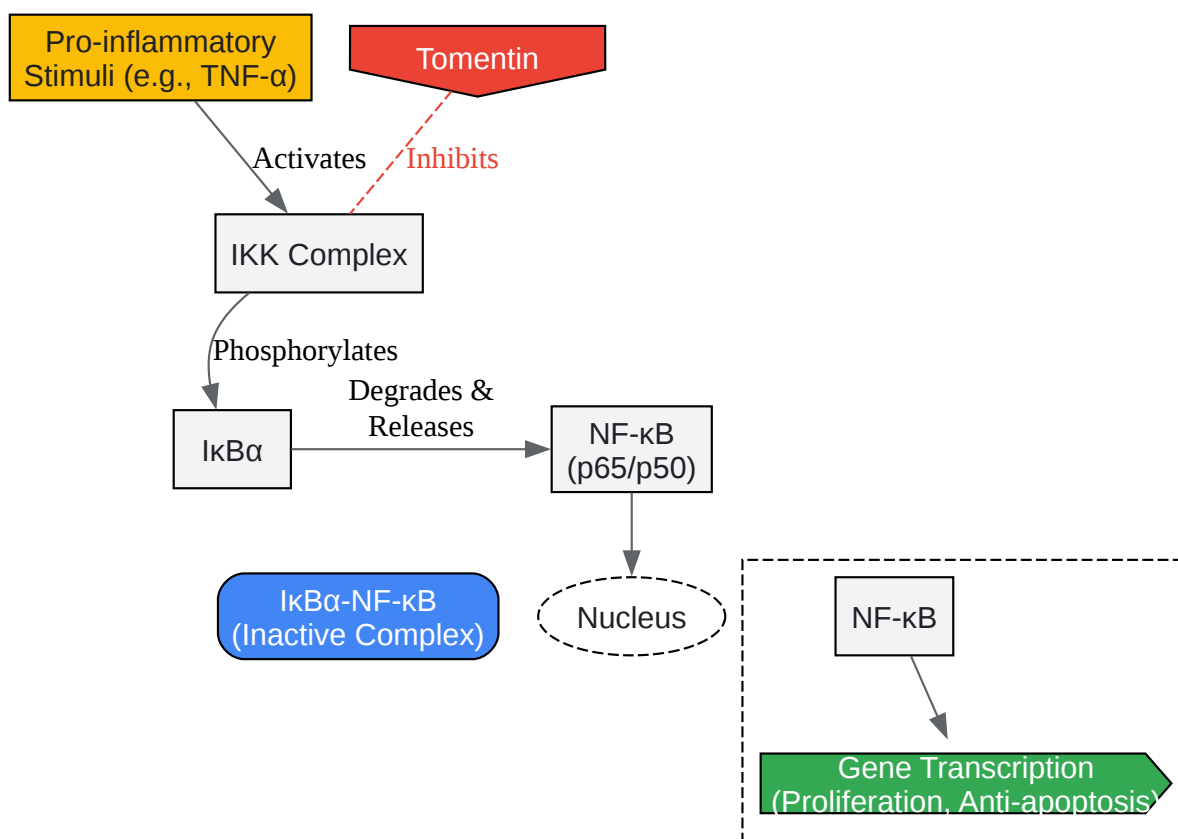 Pro-inflammatory
Stimuli (e.g., TNF-α)
Tomentin
Activates
Inhibits
IKK Complex
Phosphorylates
Degrades &
Releases
IκBα
NF-κB
(p65/p50)
IκBα-NF-κB
(Inactive Complex)
Nucleus
NF-κB
Gene Transcription
(Proliferation, Anti-apoptosis)